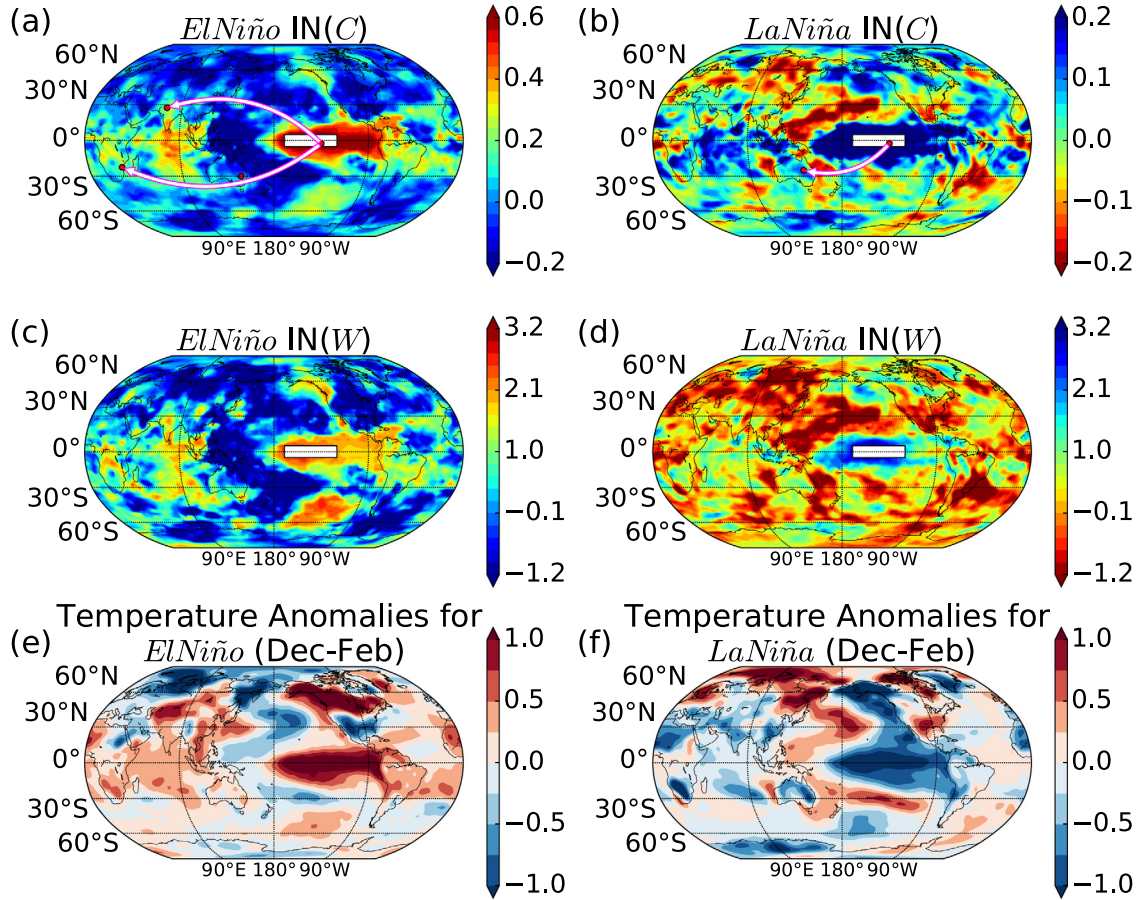 (a) ElNiño IN(C)
60°N
30°N
0°
30°S
60°S
90°E 180° 90°W
0.6
0.4
0.2
0.0
−0.2
(b) LaNiña IN(C)
60°N
30°N
0°
30°S
60°S
90°E 180° 90°W
0.2
0.1
0.0
−0.1
−0.2
(c) ElNiño IN(W)
60°N
30°N
0°
30°S
60°S
90°E 180° 90°W
3.2
2.1
1.0
−0.1
−1.2
(d) LaNiña IN(W)
60°N
30°N
0°
30°S
60°S
90°E 180° 90°W
3.2
2.1
1.0
−0.1
−1.2
Temperature Anomalies for
(e) ElNiño (Dec-Feb)
60°N
30°N
0°
30°S
60°S
90°E 180° 90°W
1.0
0.5
0.0
−0.5
−1.0
Temperature Anomalies for
(f) LaNiña (Dec-Feb)
60°N
30°N
0°
30°S
60°S
90°E 180° 90°W
1.0
0.5
0.0
−0.5
−1.0